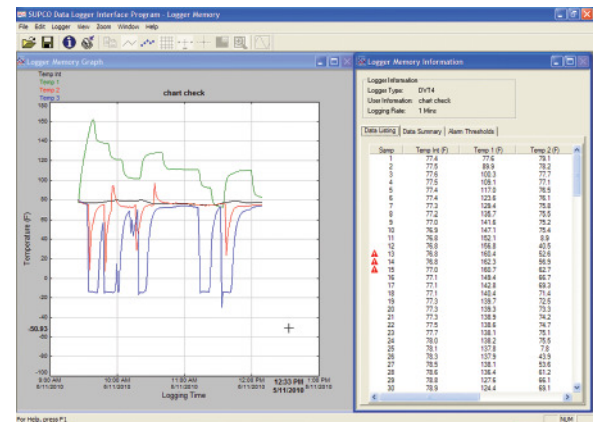 SUPCO Data Logger Interface Program - Logger Memory
File Edit Logger View Zoom Window Help
Logger Memory Graph
Temp Int
Temp 1
Temp 2
Temp 3
chart check
180
160
140
120
100
80
60
40
20
0
-20
-40
-50.93
-60
-80
-100
Temperature (F)
9:00 AM 10:00 AM 11:00 AM 12:00 PM 12:33 PM 1:00 PM
8/11/2010 8/11/2010 8/11/2010 8/11/2010 8/11/2010
Logging Time
Logger Memory Information
Logger Information
Logger Type: DVT4
User Information: chart check
Logging Rate: 1 Mins
Data Listing Data Summary Alarm Thresholds
Samp Temp Int (F) Temp 1 (F) Temp 2 (F)
1 77.4 77.6 79.1
2 77.5 89.9 78.2
3 77.6 100.3 77.7
4 77.5 109.1 77.1
5 77.4 117.0 76.5
6 77.4 123.6 76.1
7 77.3 129.4 75.8
8 77.2 135.7 75.5
9 77.0 141.6 75.2
10 76.9 147.1 75.4
11 76.8 152.1 8.9
12 76.8 156.8 40.5
13 76.8 160.4 52.6
14 76.8 162.3 58.9
15 77.0 160.7 62.7
16 77.1 149.4 66.7
17 77.1 142.8 69.3
18 77.1 140.4 71.4
19 77.3 139.7 72.5
20 77.3 139.3 73.3
21 77.3 138.9 74.2
22 77.5 138.6 74.7
23 77.7 138.1 75.1
24 78.0 138.2 75.5
25 78.1 137.8 7.8
26 78.3 137.9 43.9
27 78.5 138.1 53.6
28 78.6 136.4 61.2
29 78.8 127.6 66.1
30 78.9 124.4 69.1
For Help, press F1
NUM